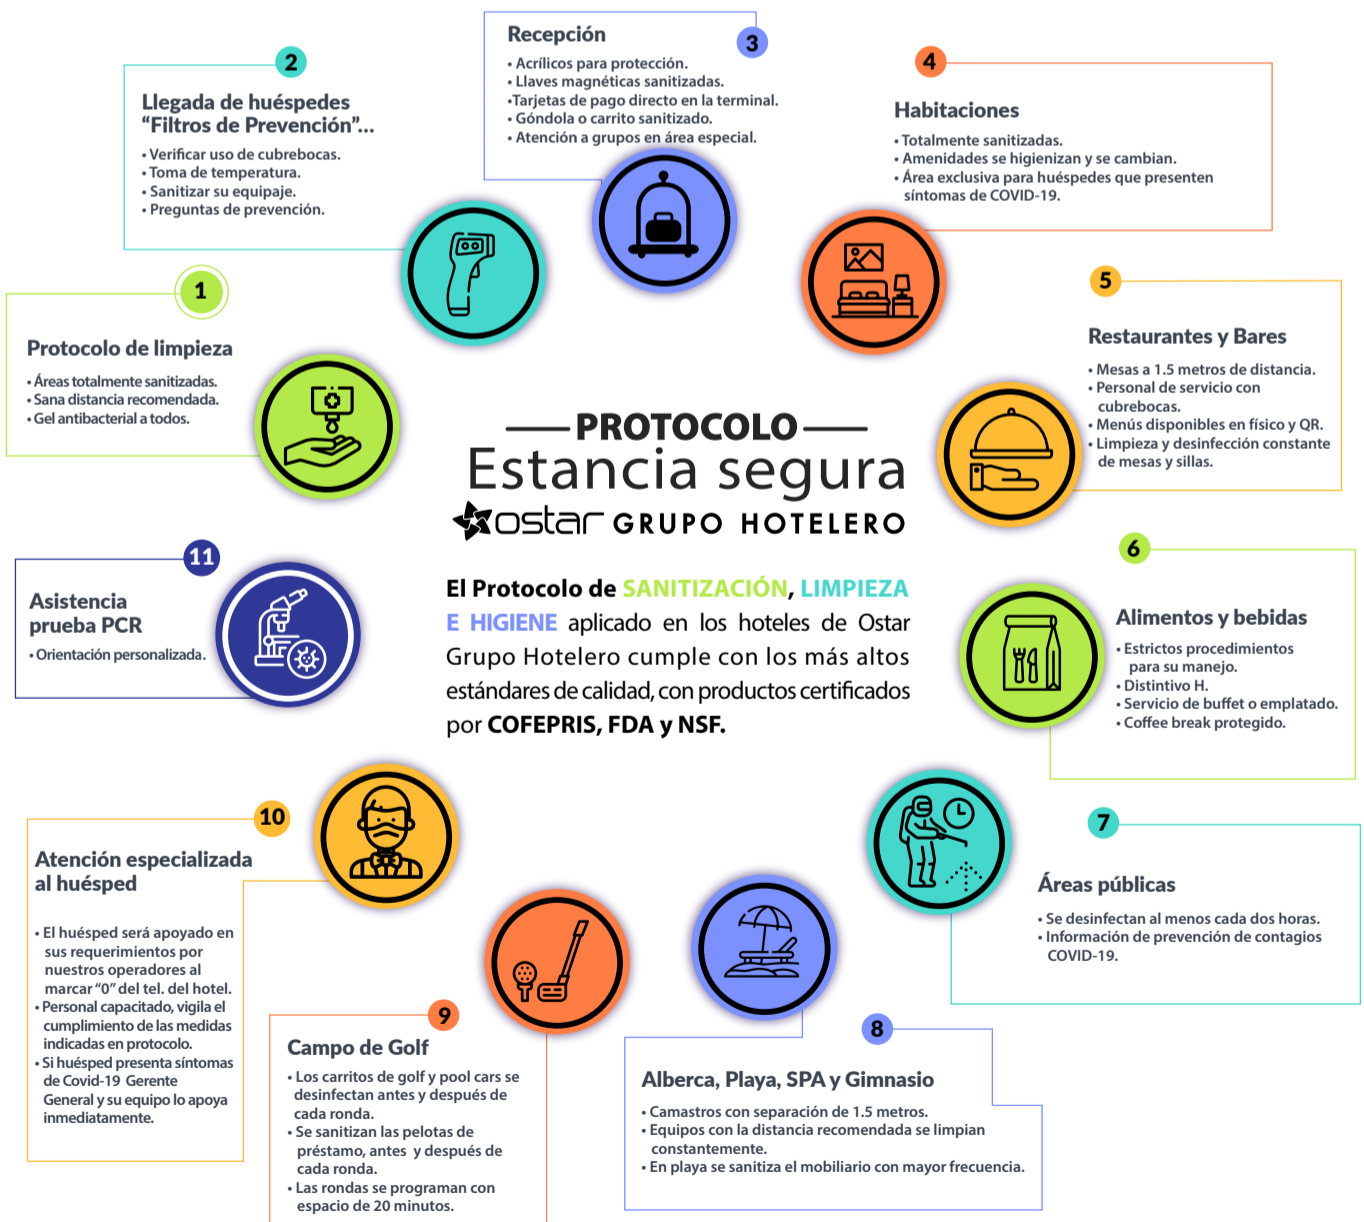 PROTOCOLO
Estancia segura
ostar GRUPO HOTELERO
El Protocolo de SANITIZACIÓN, LIMPIEZA
E HIGIENE aplicado en los hoteles de Ostar
Grupo Hotelero cumple con los más altos
estándares de calidad, con productos certificados
por COFEPRIS, FDA y NSF.
1
Protocolo de limpieza
• Áreas totalmente sanitizadas.
• Sana distancia recomendada.
• Gel antibacterial a todos.
2
Llegada de huéspedes
“Filtros de Prevención”...
• Verificar uso de cubrebocas.
• Toma de temperatura.
• Sanitizar su equipaje.
• Preguntas de prevención.
3
Recepción
• Acrílicos para protección.
• Llaves magnéticas sanitizadas.
•Tarjetas de pago directo en la terminal.
• Góndola o carrito sanitizado.
• Atención a grupos en área especial.
4
Habitaciones
• Totalmente sanitizadas.
• Amenidades se higienizan y se cambian.
• Área exclusiva para huéspedes que presenten
síntomas de COVID-19.
5
Restaurantes y Bares
• Mesas a 1.5 metros de distancia.
• Personal de servicio con
cubrebocas.
• Menús disponibles en físico y QR.
• Limpieza y desinfección constante
de mesas y sillas.
6
Alimentos y bebidas
• Estrictos procedimientos
para su manejo.
• Distintivo H.
• Servicio de buffet o emplatado.
• Coffee break protegido.
7
Áreas públicas
• Se desinfectan al menos cada dos horas.
• Información de prevención de contagios
COVID-19.
8
Alberca, Playa, SPA y Gimnasio
• Camastros con separación de 1.5 metros.
• Equipos con la distancia recomendada se limpian
constantemente.
• En playa se sanitiza el mobiliario con mayor frecuencia.
9
Campo de Golf
• Los carritos de golf y pool cars se
desinfectan antes y después de
cada ronda.
• Se sanitizan las pelotas de
préstamo, antes y después de
cada ronda.
• Las rondas se programan con
espacio de 20 minutos.
10
Atención especializada
al huésped
• El huésped será apoyado en
sus requerimientos por
nuestros operadores al
marcar “0” del tel. del hotel.
• Personal capacitado, vigila el
cumplimiento de las medidas
indicadas en protocolo.
• Si huésped presenta síntomas
de Covid-19 Gerente
General y su equipo lo apoya
inmediatamente.
11
Asistencia
prueba PCR
• Orientación personalizada.